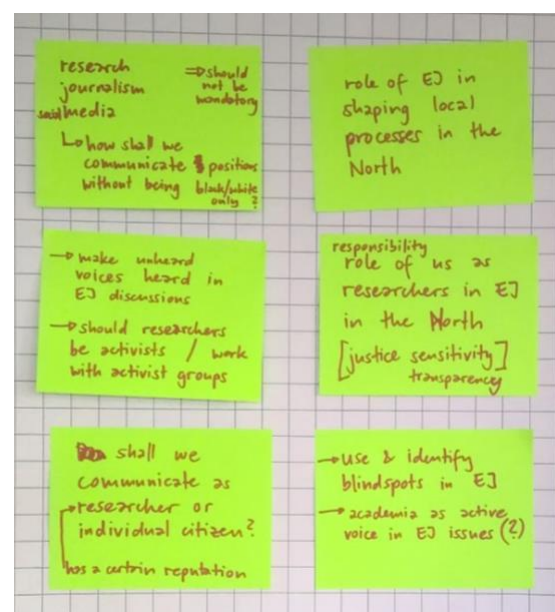 research
journalism
social media
⇒ should
not be
mandatory
↳ how shall we
communicate positions
without being black/white
only ?
role of EJ in
shaping local
processes in the
North
→ make unheard
voices heard in
EJ discussions
→ should researchers
be activists / work
with activist groups
responsibility
role of us as
researchers in EJ
in the North
[justice sensitivity]
transparency
shall we
communicate as
researcher or
individual citizen?
has a certain reputation
→ use & identify
blindspots in EJ
→ academia as active
voice in EJ issues (?)